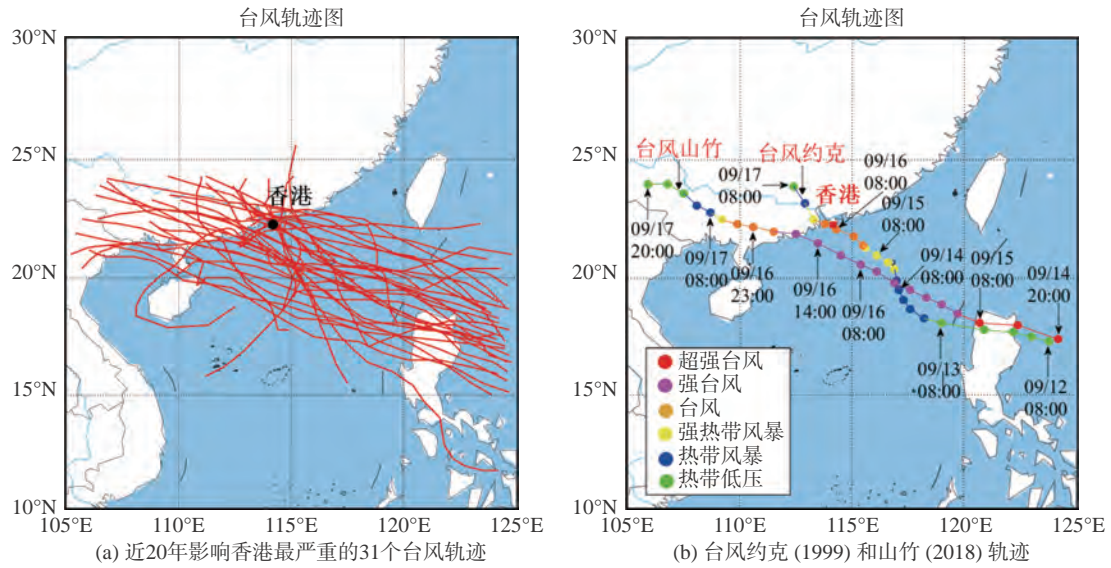 台风轨迹图
30°N
25°N
20°N
15°N
10°N
105°E
110°E
115°E
120°E
125°E
香港
(a) 近20年影响香港最严重的31个台风轨迹
台风轨迹图
30°N
25°N
20°N
15°N
10°N
105°E
110°E
115°E
120°E
125°E
台风山竹
台风约克
香港
09/16
08:00
09/17
08:00
09/15
08:00
09/17
20:00
09/17
08:00
09/16
23:00
09/16
14:00
09/16
08:00
09/14
08:00
09/15
08:00
09/14
20:00
09/13
08:00
09/12
08:00
超强台风
强台风
台风
强热带风暴
热带风暴
热带低压
(b) 台风约克 (1999) 和山竹 (2018) 轨迹